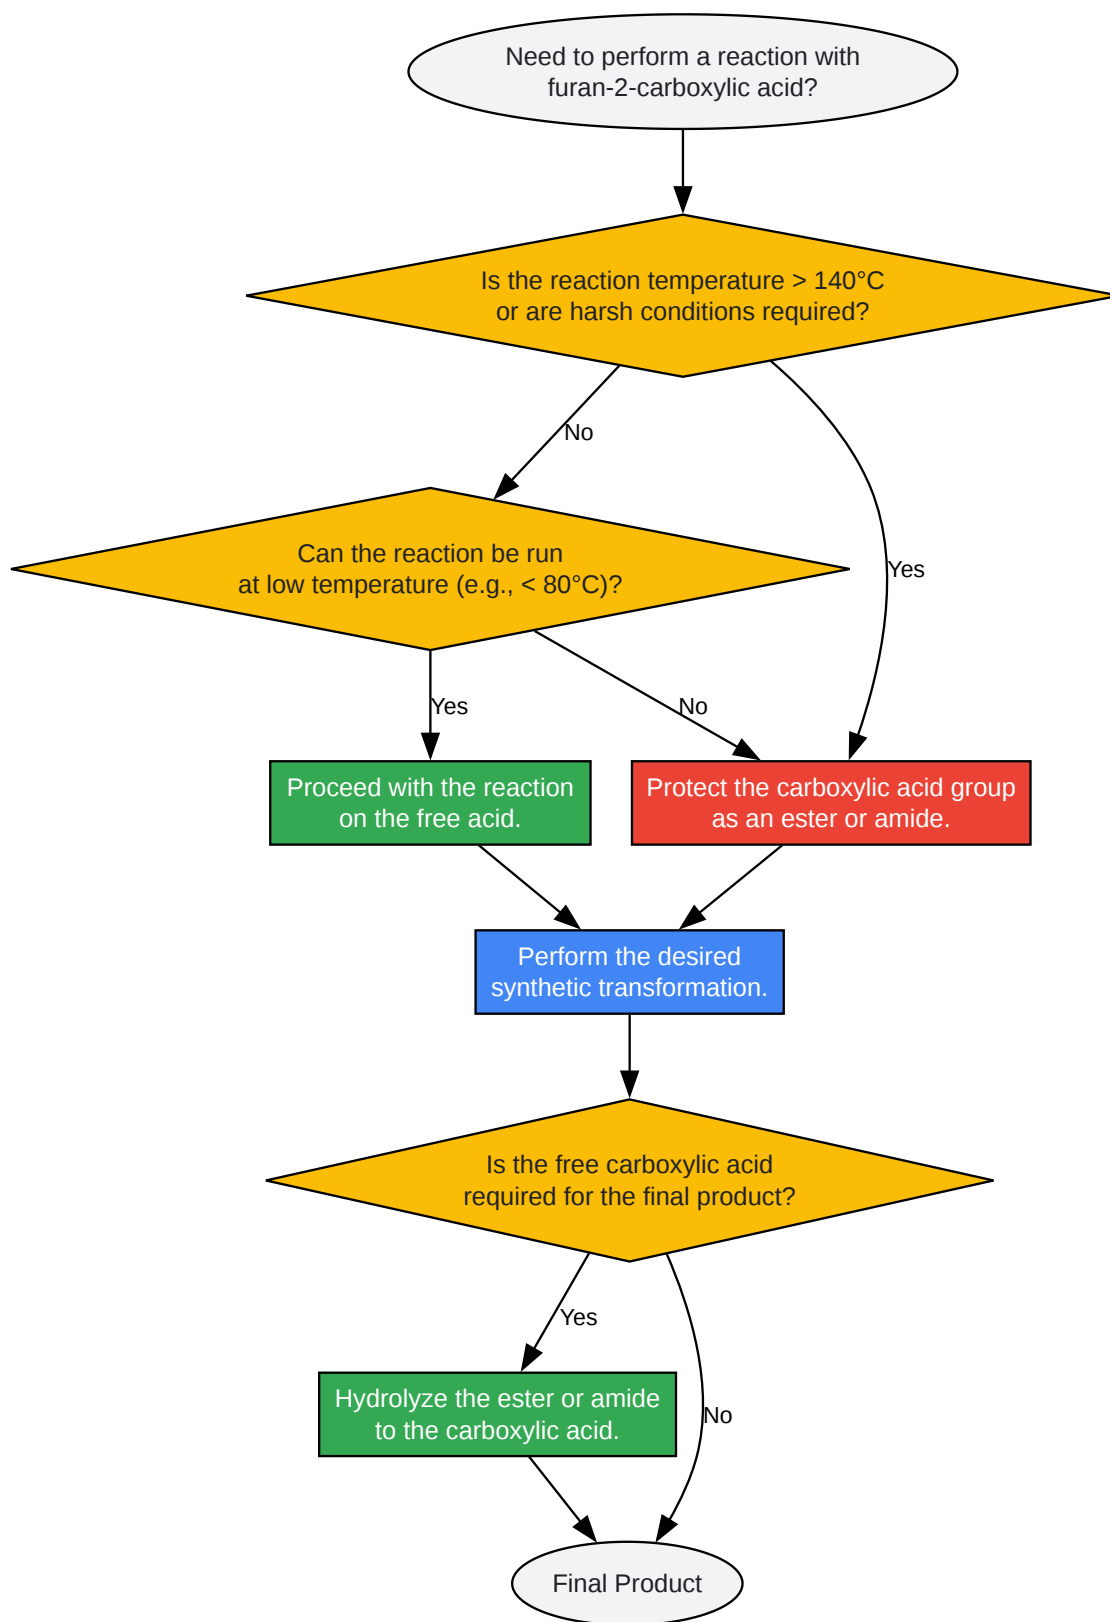 Need to perform a reaction with
furan-2-carboxylic acid?
Is the reaction temperature > 140°C
or are harsh conditions required?
No
Can the reaction be run
at low temperature (e.g., < 80°C)?
Yes
Yes
No
Proceed with the reaction
on the free acid.
Protect the carboxylic acid group
as an ester or amide.
Perform the desired
synthetic transformation.
Is the free carboxylic acid
required for the final product?
Yes
Hydrolyze the ester or amide
to the carboxylic acid.
No
Final Product